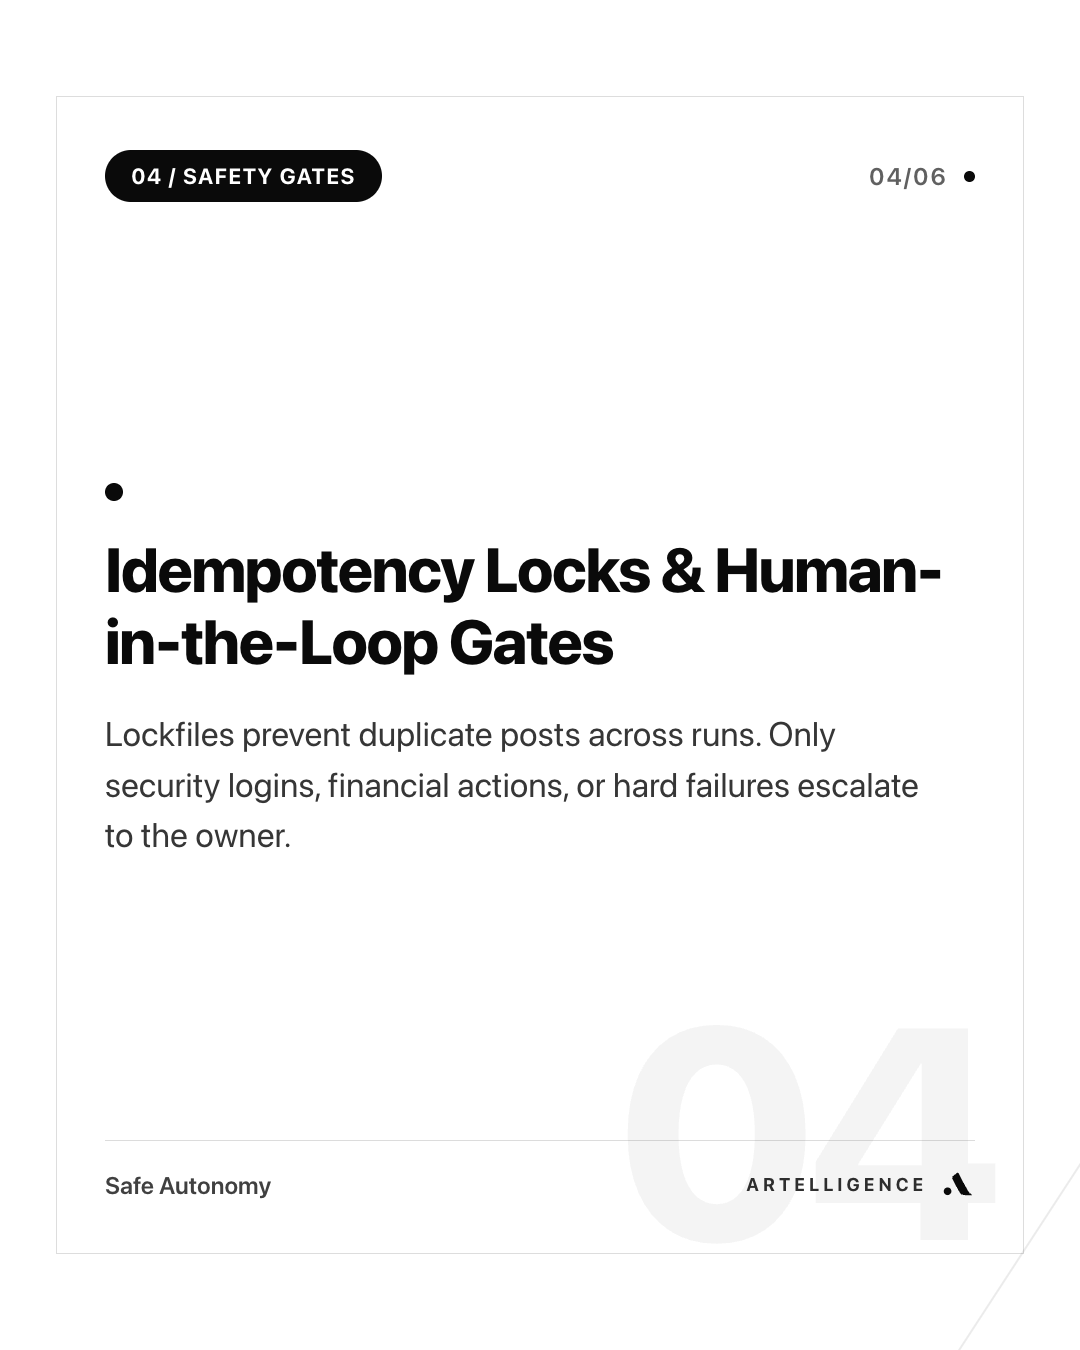 04 / SAFETY GATES
04/06
Idempotency Locks & Human-
in-the-Loop Gates
Lockfiles prevent duplicate posts across runs. Only
security logins, financial actions, or hard failures escalate
to the owner.
04
Safe Autonomy
ARTELLIGENCE